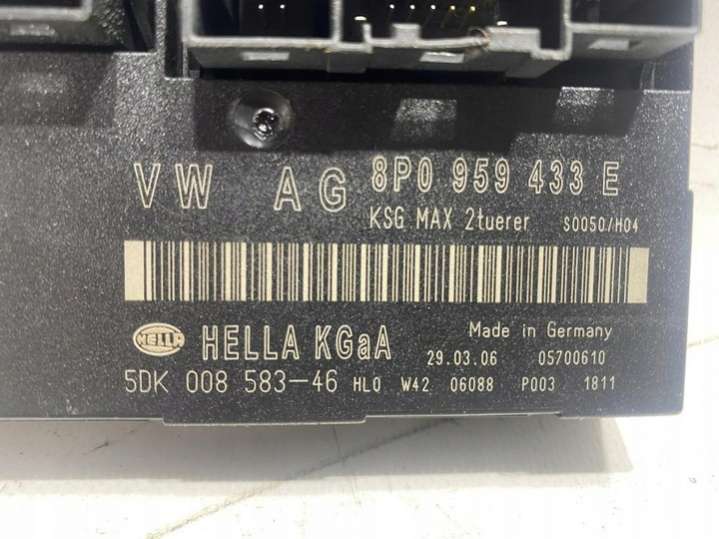 VW AG 8P0 959 433 E
KSG MAX 2tuerer S0050/H04
HELLA HELLA KGaA Made in Germany
29.03.06 05700610
5DK 008 583-46 HL0 W42 06088 P003 1811